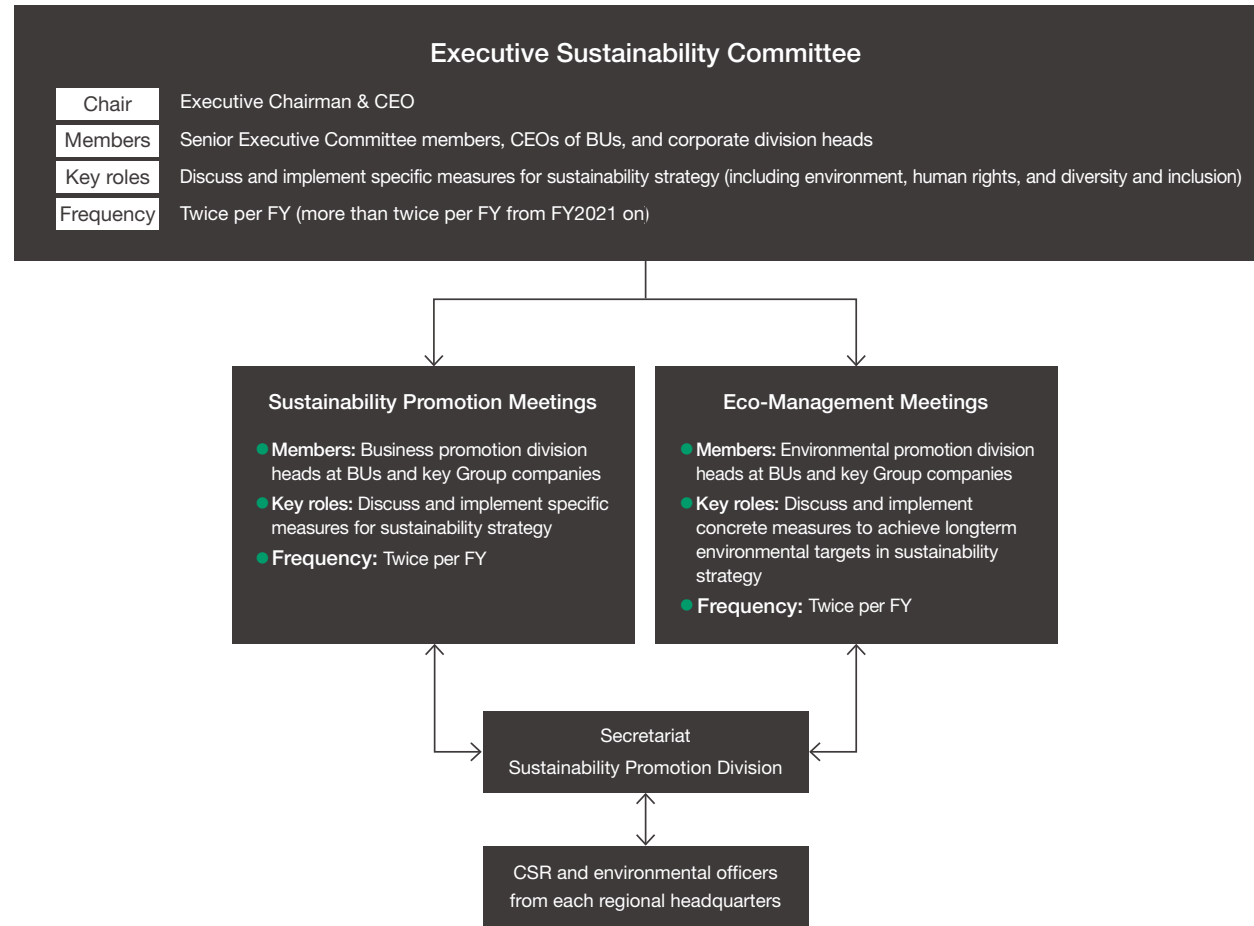 Executive Sustainability Committee
Chair Executive Chairman & CEO
Members Senior Executive Committee members, CEOs of BUs, and corporate division heads
Key roles Discuss and implement specific measures for sustainability strategy (including environment, human rights, and diversity and inclusion)
Frequency Twice per FY (more than twice per FY from FY2021 on)
Sustainability Promotion Meetings
Members: Business promotion division
heads at BUs and key Group companies
Key roles: Discuss and implement specific
measures for sustainability strategy
Frequency: Twice per FY
Eco-Management Meetings
Members: Environmental promotion division
heads at BUs and key Group companies
Key roles: Discuss and implement
concrete measures to achieve longterm
environmental targets in sustainability
strategy
Frequency: Twice per FY
Secretariat
Sustainability Promotion Division
CSR and environmental officers
from each regional headquarters